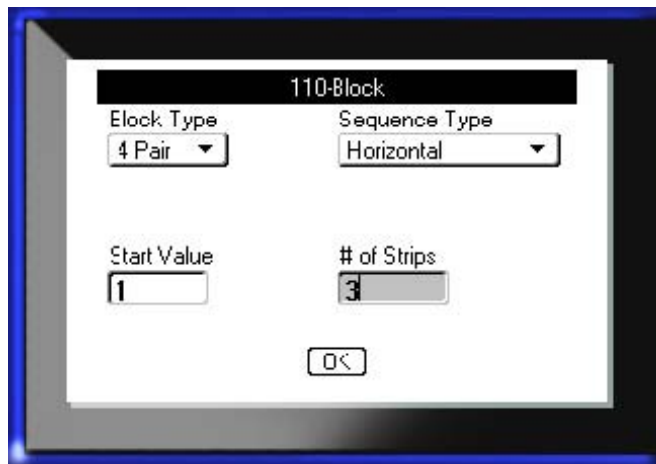 110-Block
Block Type
Sequence Type
4 Pair
Horizontal
Start Value
# of Strips
1
3
OK